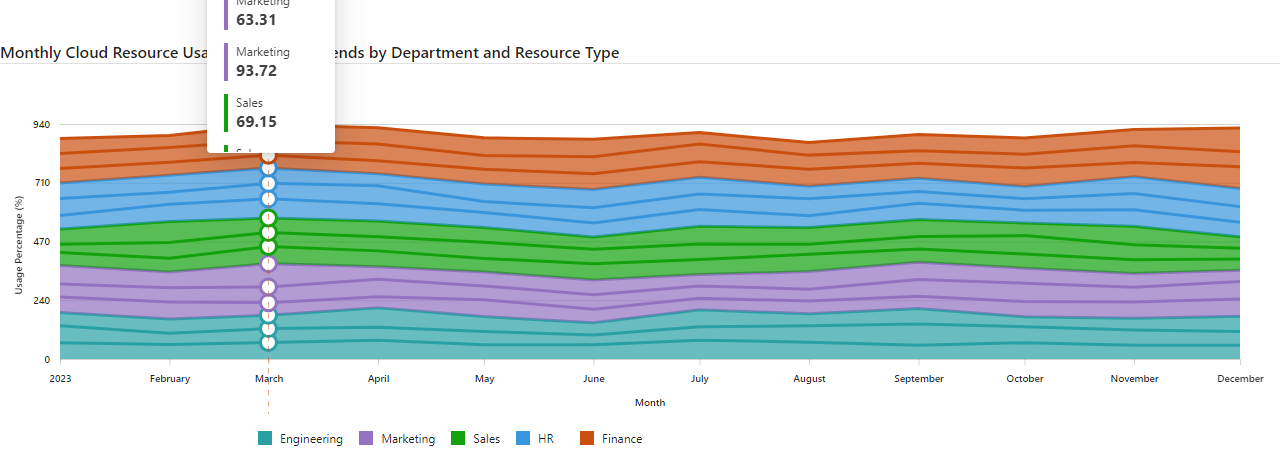 Marketing
63.31
Marketing
93.72
Sales
69.15
Monthly Cloud Resource Usa ends by Department and Resource Type
Usage Percentage (%)
940
710
470
240
0
2023 February March April May June July August September October November December
Month
Engineering Marketing Sales HR Finance